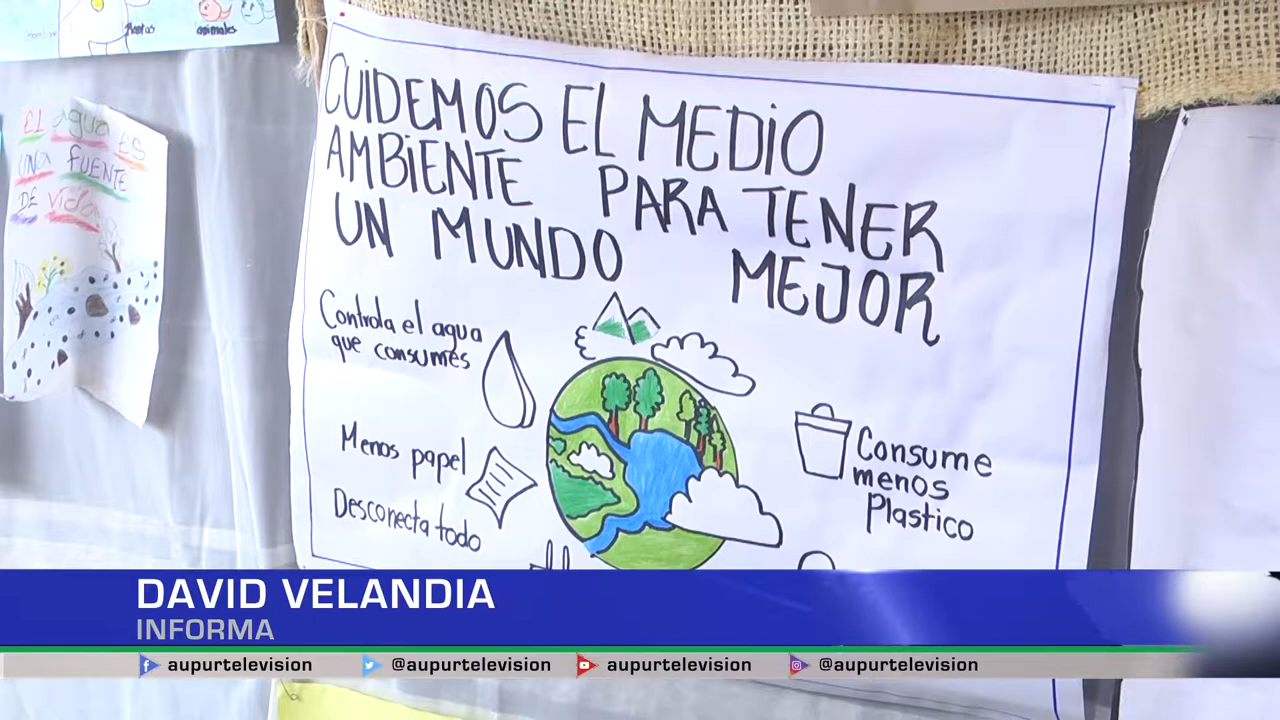 plantas
animales
EL agua ES
UNA FUENTE
DE Vida
CUIDEMOS EL MEDIO
AMBIENTE PARA TENER
UN MUNDO MEJOR
Controla el agua
que consumes
Menos papel
Desconecta todo
Consume
menos
Plastico
DAVID VELANDIA
INFORMA
aupurtelevision
@aupurtelevision
aupurtelevision
@aupurtelevision